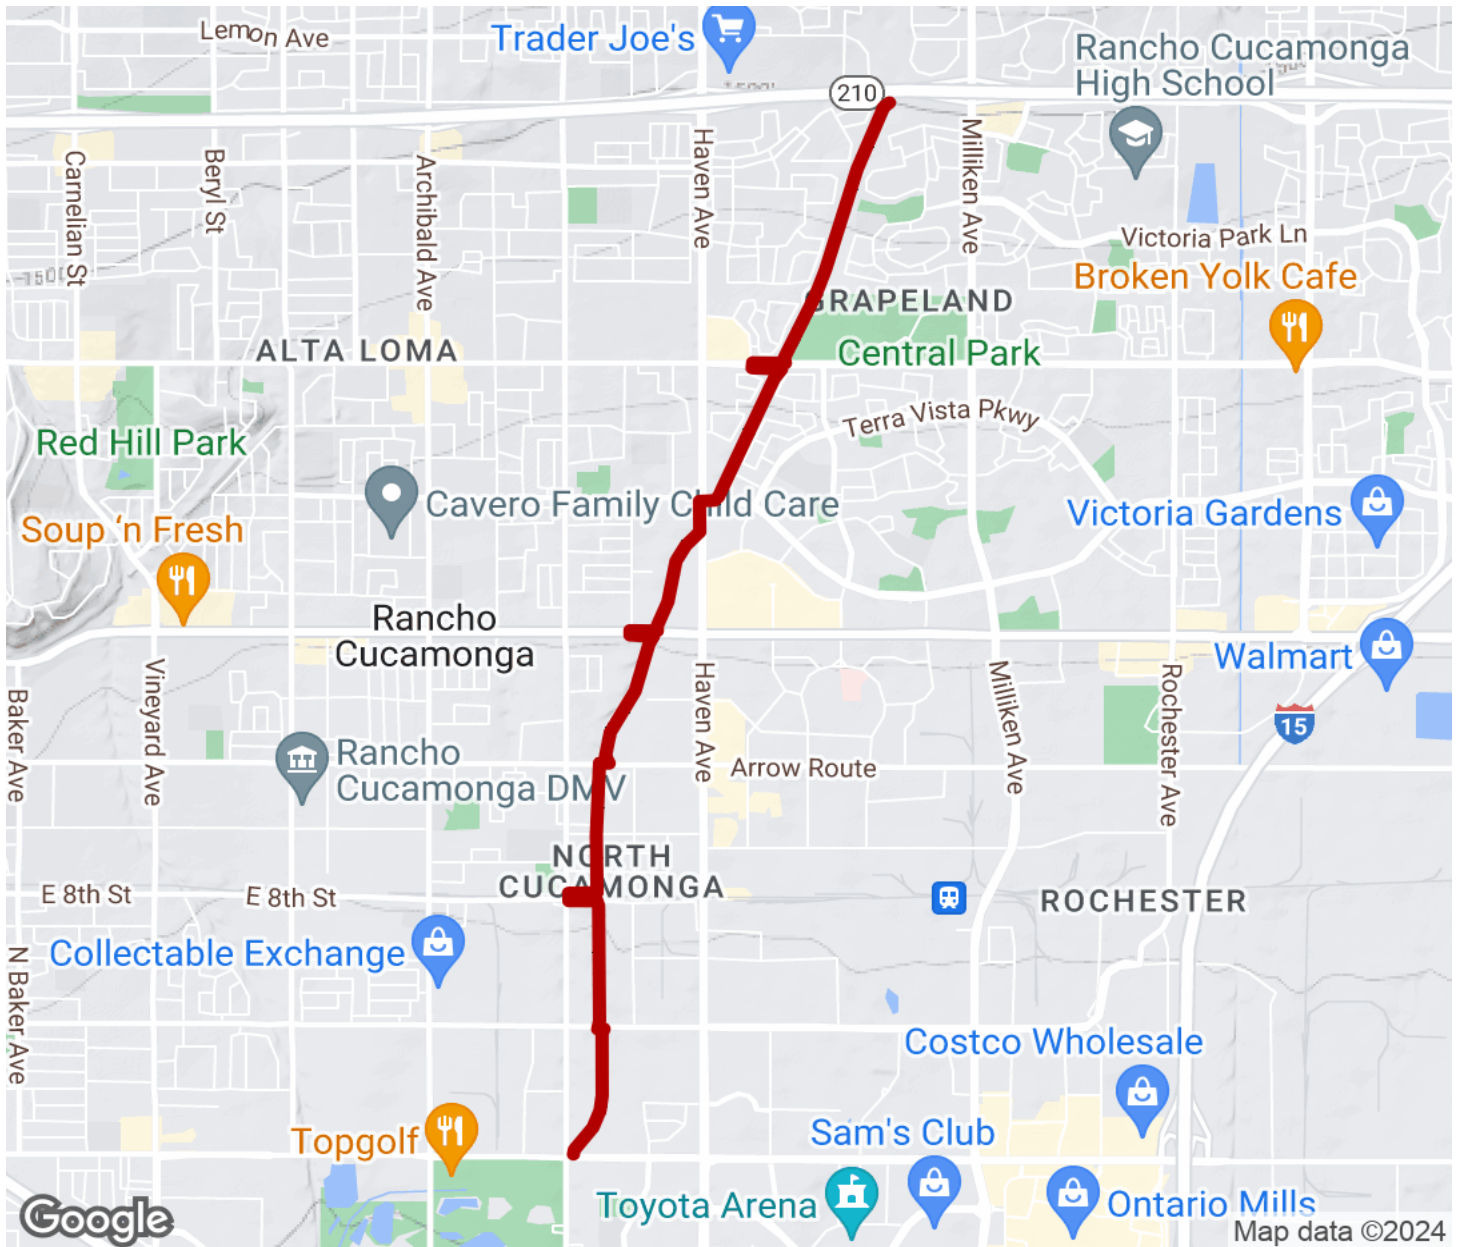 Lemon Ave
Trader Joe's
Rancho Cucamonga
High School
210
Carnelian St
Beryl St
Archibald Ave
Haven Ave
Milliken Ave
Victoria Park Ln
Broken Yolk Cafe
GRAPELAND
ALTA LOMA
Central Park
Terra Vista Pkwy
Red Hill Park
Cavero Family Child Care
Victoria Gardens
Soup 'n Fresh
Rancho
Cucamonga
Walmart
Baker Ave
Vineyard Ave
Haven Ave
Milliken Ave
Rochester Ave
15
Rancho
Cucamonga DMV
Arrow Route
NORTH
CUCAMONGA
E 8th St
E 8th St
ROCHESTER
Collectable Exchange
N Baker Ave
Costco Wholesale
Topgolf
Sam's Club
Toyota Arena
Ontario Mills
Google
Map data ©2024